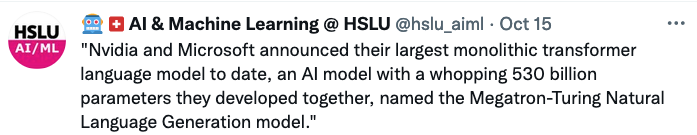 HSLU
AI/ML
🤖🇨🇭 AI & Machine Learning @ HSLU @hslu_aiml · Oct 15
"Nvidia and Microsoft announced their largest monolithic transformer
language model to date, an AI model with a whopping 530 billion
parameters they developed together, named the Megatron-Turing Natural
Language Generation model."